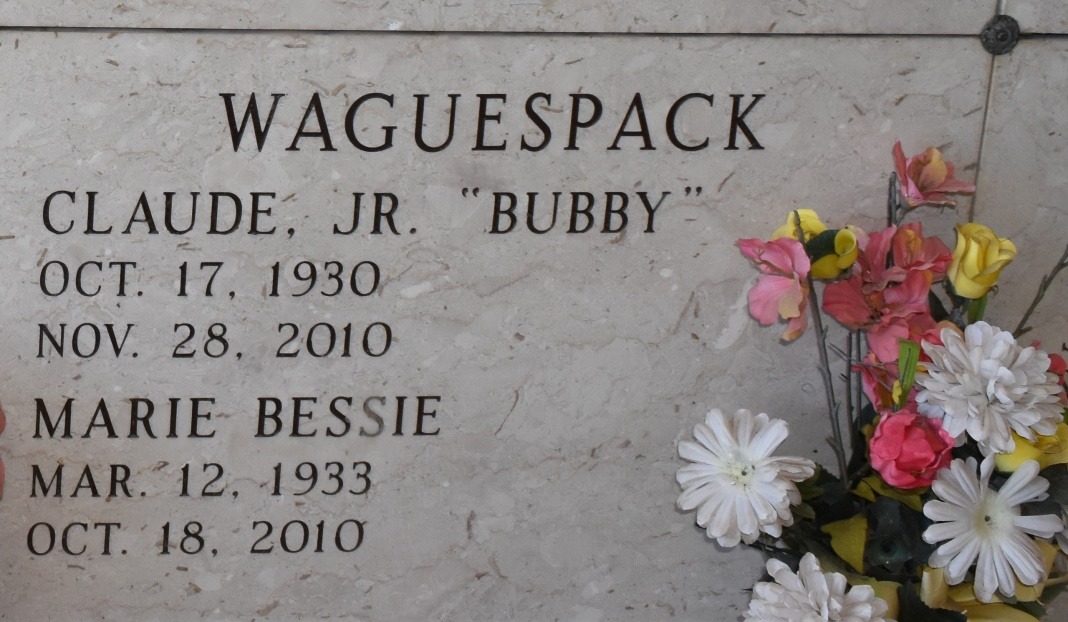 WAGUESPACK
CLAUDE, JR. "BUBBY"
OCT. 17, 1930
NOV. 28, 2010
MARIE BESSIE
MAR. 12, 1933
OCT. 18, 2010